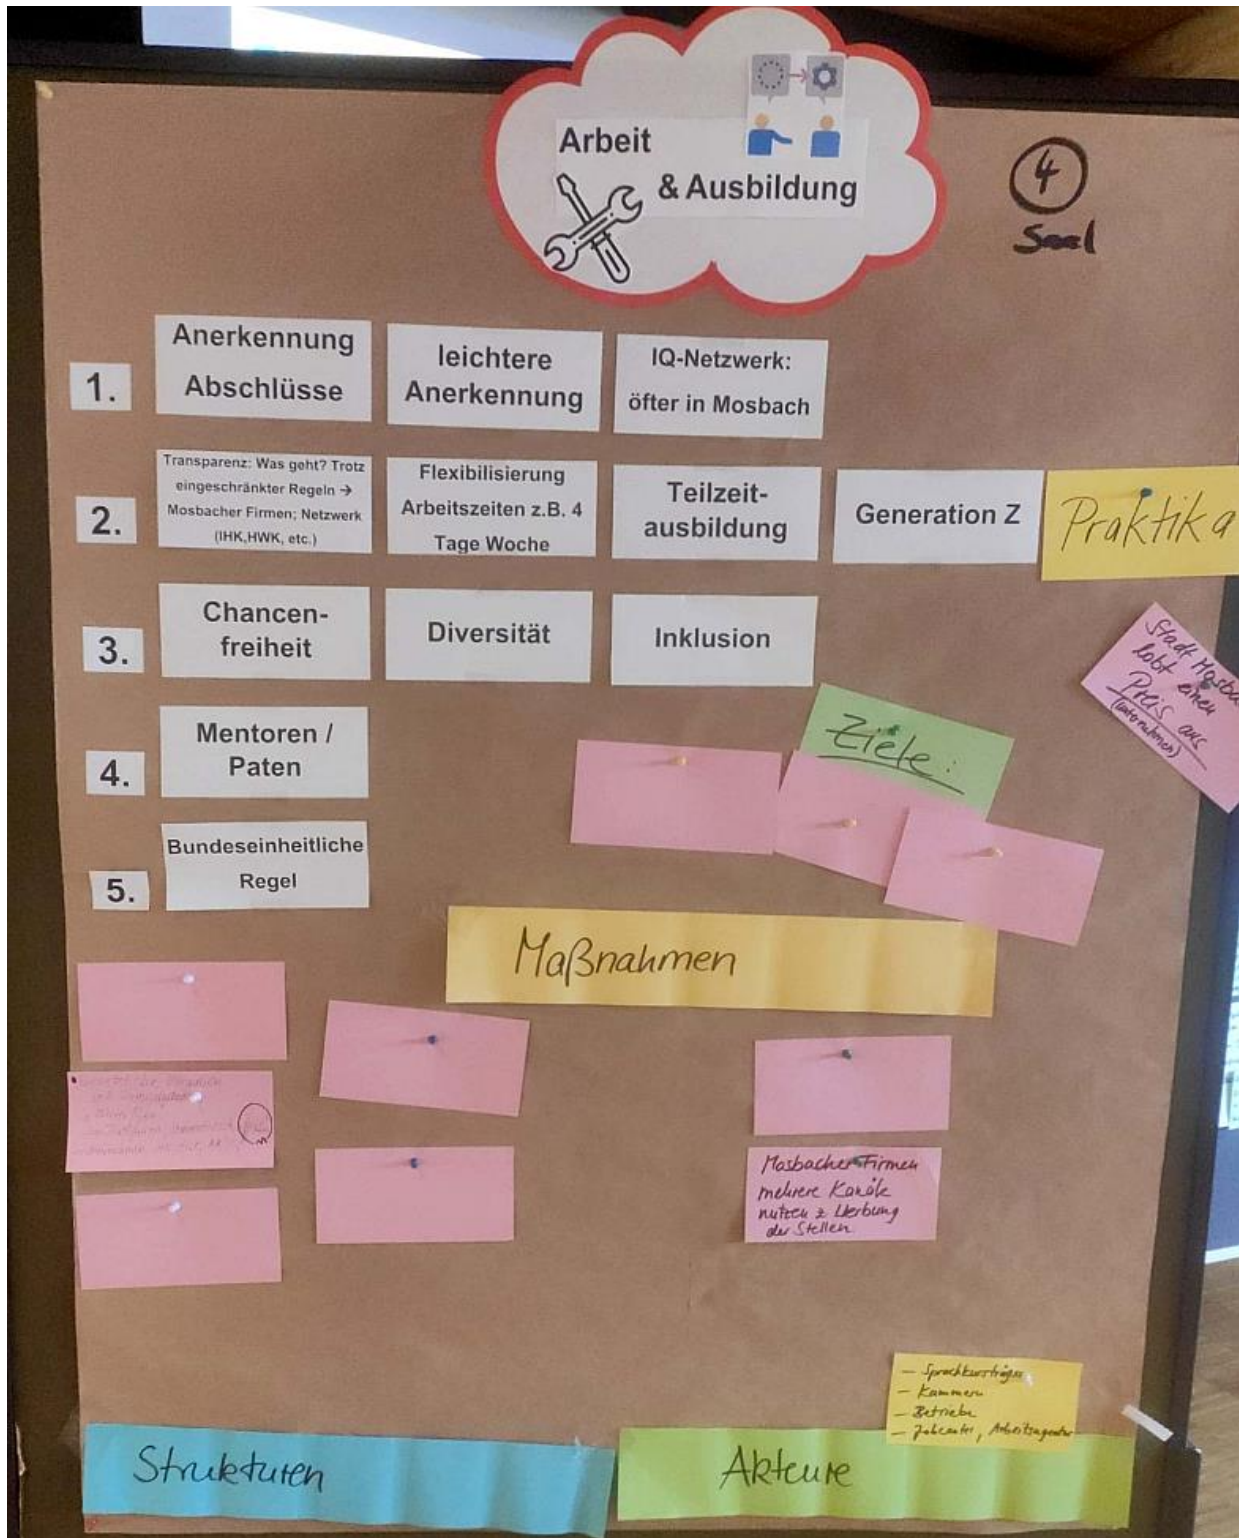 Arbeit
& Ausbildung
4
Saal
1.
Anerkennung
Abschlüsse
leichtere
Anerkennung
IQ-Netzwerk:
öfter in Mosbach
2.
Transparenz: Was geht? Trotz
eingeschränkter Regeln →
Mosbacher Firmen; Netzwerk
(IHK,HWK, etc.)
Flexibilisierung
Arbeitszeiten z.B. 4
Tage Woche
Teilzeit-
ausbildung
Generation Z
Praktika
3.
Chancen-
freiheit
Diversität
Inklusion
Stadt Mosba
lobt einen
Preis aus
(Unternehmen)
4.
Mentoren /
Paten
Ziele:
5.
Bundeseinheitliche
Regel
Maßnahmen
Mosbacher Firmen
mehrere Kanäle
nutzen z Werbung
der Stellen
- Sprachkursträger
- Kammern
- Betriebe
- Jobcenter, Arbeitsagentur
Strukturen
Akteure